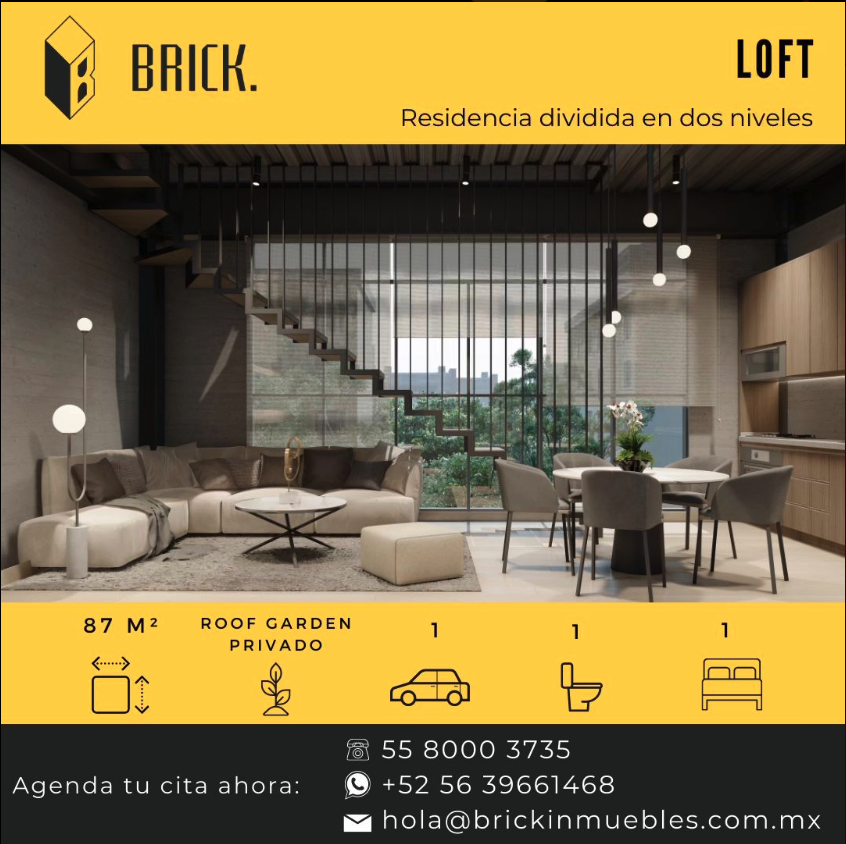 BRICK.
LOFT
Residencia dividida en dos niveles
87 M²
ROOF GARDEN
PRIVADO
1
1
1
Agenda tu cita ahora:
55 8000 3735
+52 56 39661468
hola@brickinmuebles.com.mx